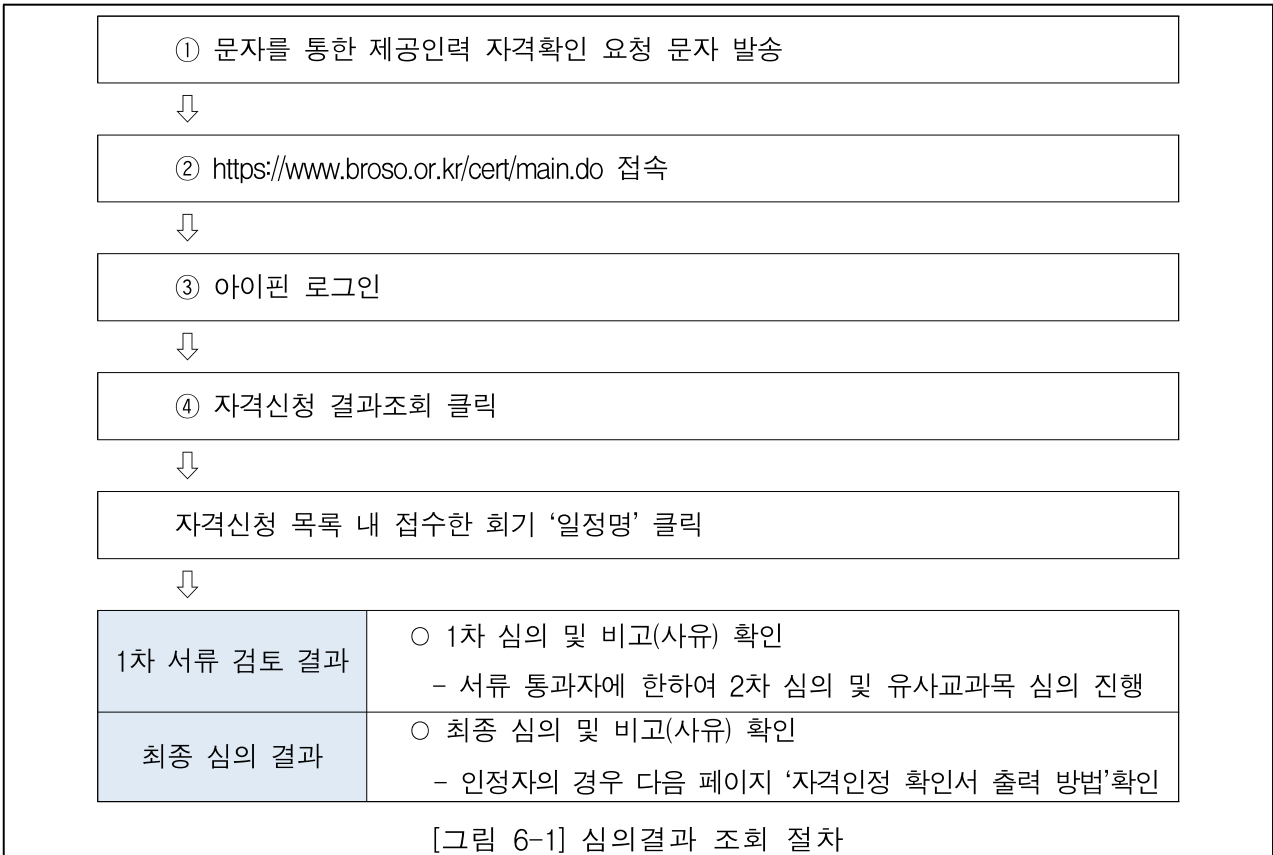 ① 문자를 통한 제공인력 자격확인 요청 문자 발송
⇩
② https://www.broso.or.kr/cert/main.do 접속
⇩
③ 아이핀 로그인
⇩
④ 자격신청 결과조회 클릭
⇩
자격신청 목록 내 접수한 회기 ‘일정명’ 클릭
⇩
1차 서류 검토 결과
○ 1차 심의 및 비고(사유) 확인
- 서류 통과자에 한하여 2차 심의 및 유사교과목 심의 진행
최종 심의 결과
○ 최종 심의 및 비고(사유) 확인
- 인정자의 경우 다음 페이지 ‘자격인정 확인서 출력 방법’확인
[그림 6-1] 심의결과 조회 절차